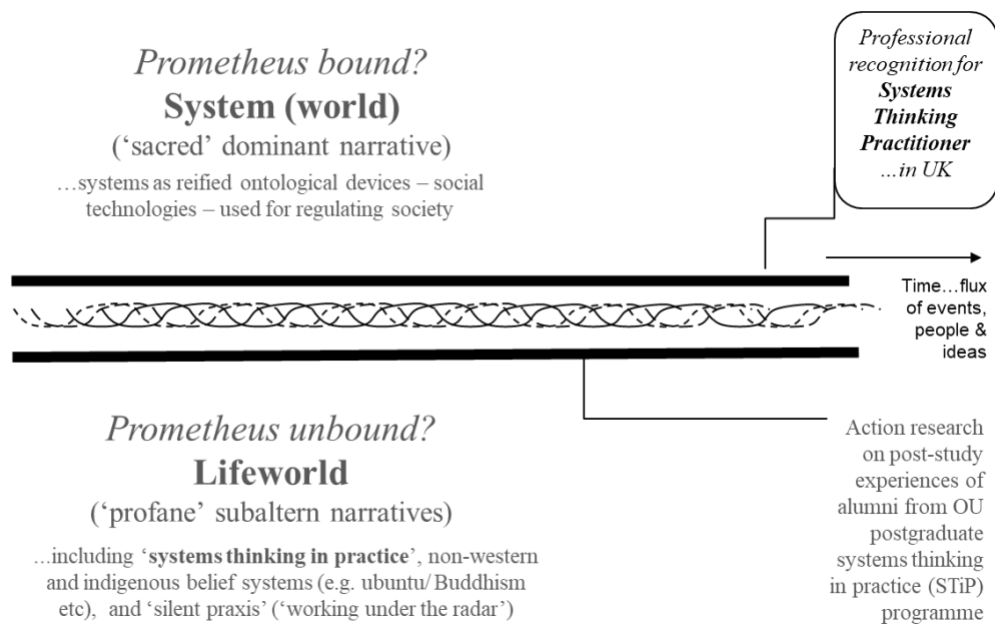 Prometheus bound?
System (world)
(‘sacred’ dominant narrative)
…systems as reified ontological devices – social
technologies – used for regulating society
Professional
recognition for
Systems
Thinking
Practitioner
…in UK
Time…flux
of events,
people &
ideas
Prometheus unbound?
Lifeworld
(‘profane’ subaltern narratives)
…including ‘systems thinking in practice’, non-western
and indigenous belief systems (e.g. ubuntu/ Buddhism
etc), and ‘silent praxis’ (‘working under the radar’)
Action research
on post-study
experiences of
alumni from OU
postgraduate
systems thinking
in practice (STiP)
programme